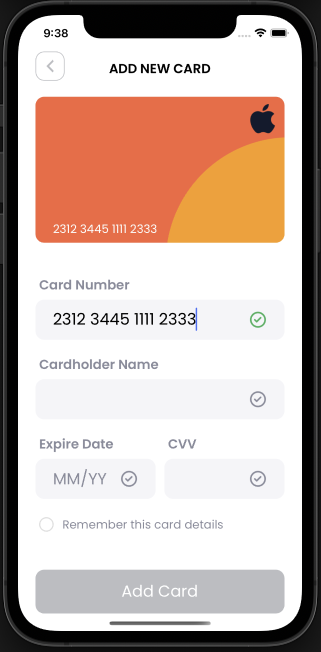 9:38
ADD NEW CARD
2312 3445 1111 2333
Card Number
2312 3445 1111 2333
Cardholder Name
Expire Date CVV
MM/YY
Remember this card details
Add Card